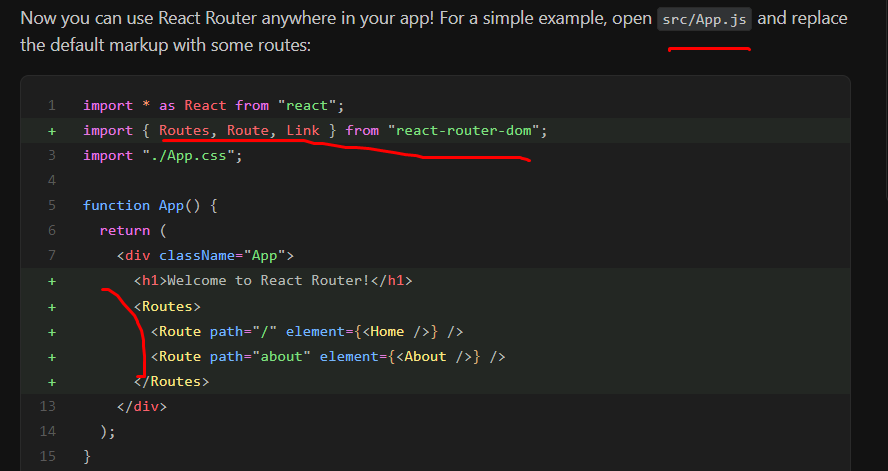 Now you can use React Router anywhere in your app! For a simple example, open src/App.js and replace
the default markup with some routes:
1 import * as React from "react";
+ import { Routes, Route, Link } from "react-router-dom";
3 import "./App.css";
4
5 function App() {
6   return (
7     <div className="App">
+       <h1>Welcome to React Router!</h1>
+       <Routes>
+         <Route path="/" element={<Home />} />
+         <Route path="about" element={<About />} />
+       </Routes>
13     </div>
14   );
15 }